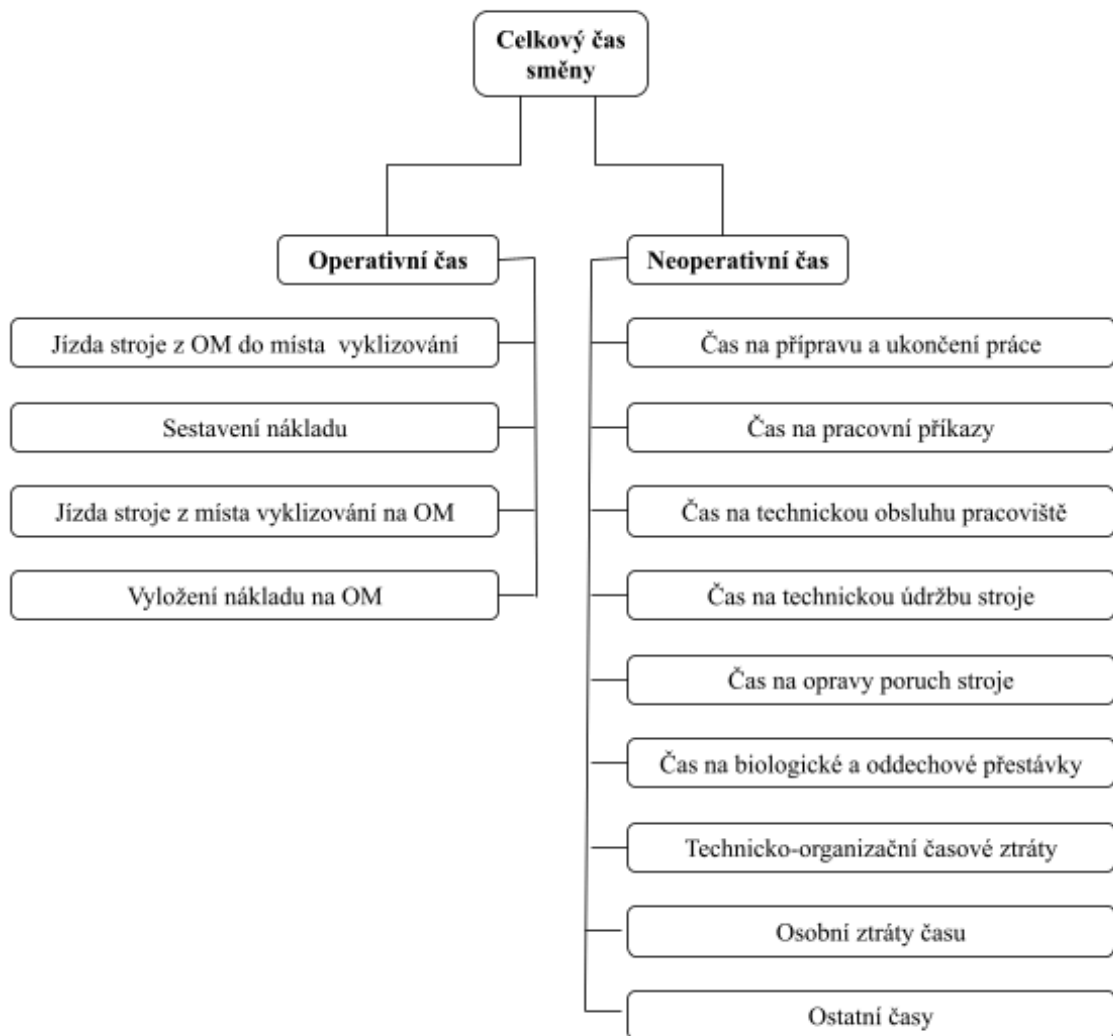 Celkový čas
směny
Operativní čas
Neoperativní čas
Jízda stroje z OM do místa vyklizování
Sestavení nákladu
Jízda stroje z místa vyklizování na OM
Vyložení nákladu na OM
Čas na přípravu a ukončení práce
Čas na pracovní příkazy
Čas na technickou obsluhu pracoviště
Čas na technickou údržbu stroje
Čas na opravy poruch stroje
Čas na biologické a oddechové přestávky
Technicko-organizační časové ztráty
Osobní ztráty času
Ostatní časy